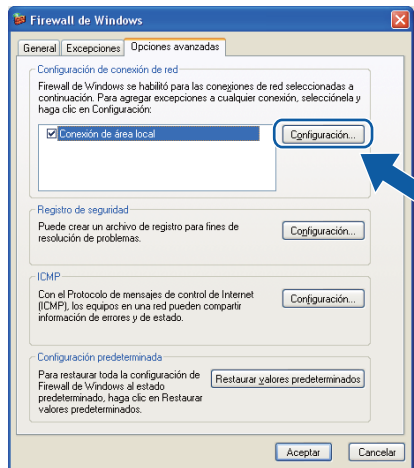 Firewall de Windows
General Excepciones Opciones avanzadas
Configuración de conexión de red
Firewall de Windows se habilitó para las conexiones de red seleccionadas a
continuación. Para agregar excepciones a cualquier conexión, selecciónela y
haga clic en Configuración:
Conexión de área local
Configuración...
Registro de seguridad
Puede crear un archivo de registro para fines de
resolución de problemas.
Configuración...
ICMP
Con el Protocolo de mensajes de control de Internet
(ICMP), los equipos en una red pueden compartir
información de errores y de estado.
Configuración...
Configuración predeterminada
Para restaurar toda la configuración de
Firewall de Windows al estado
predeterminado, haga clic en Restaurar
valores predeterminados.
Restaurar valores predeterminados
Aceptar Cancelar